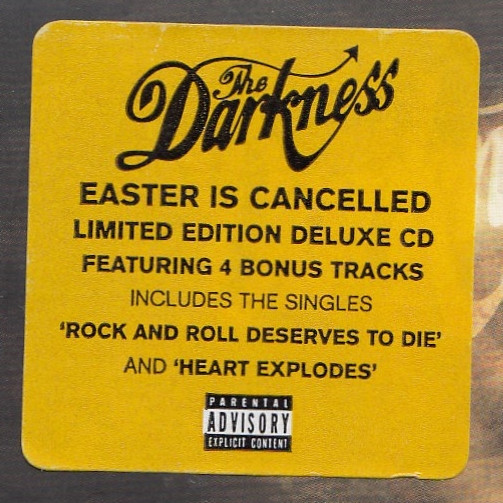 The
Darkness
EASTER IS CANCELLED
LIMITED EDITION DELUXE CD
FEATURING 4 BONUS TRACKS
INCLUDES THE SINGLES
‘ROCK AND ROLL DESERVES TO DIE’
AND ‘HEART EXPLODES’
PARENTAL
ADVISORY
EXPLICIT CONTENT